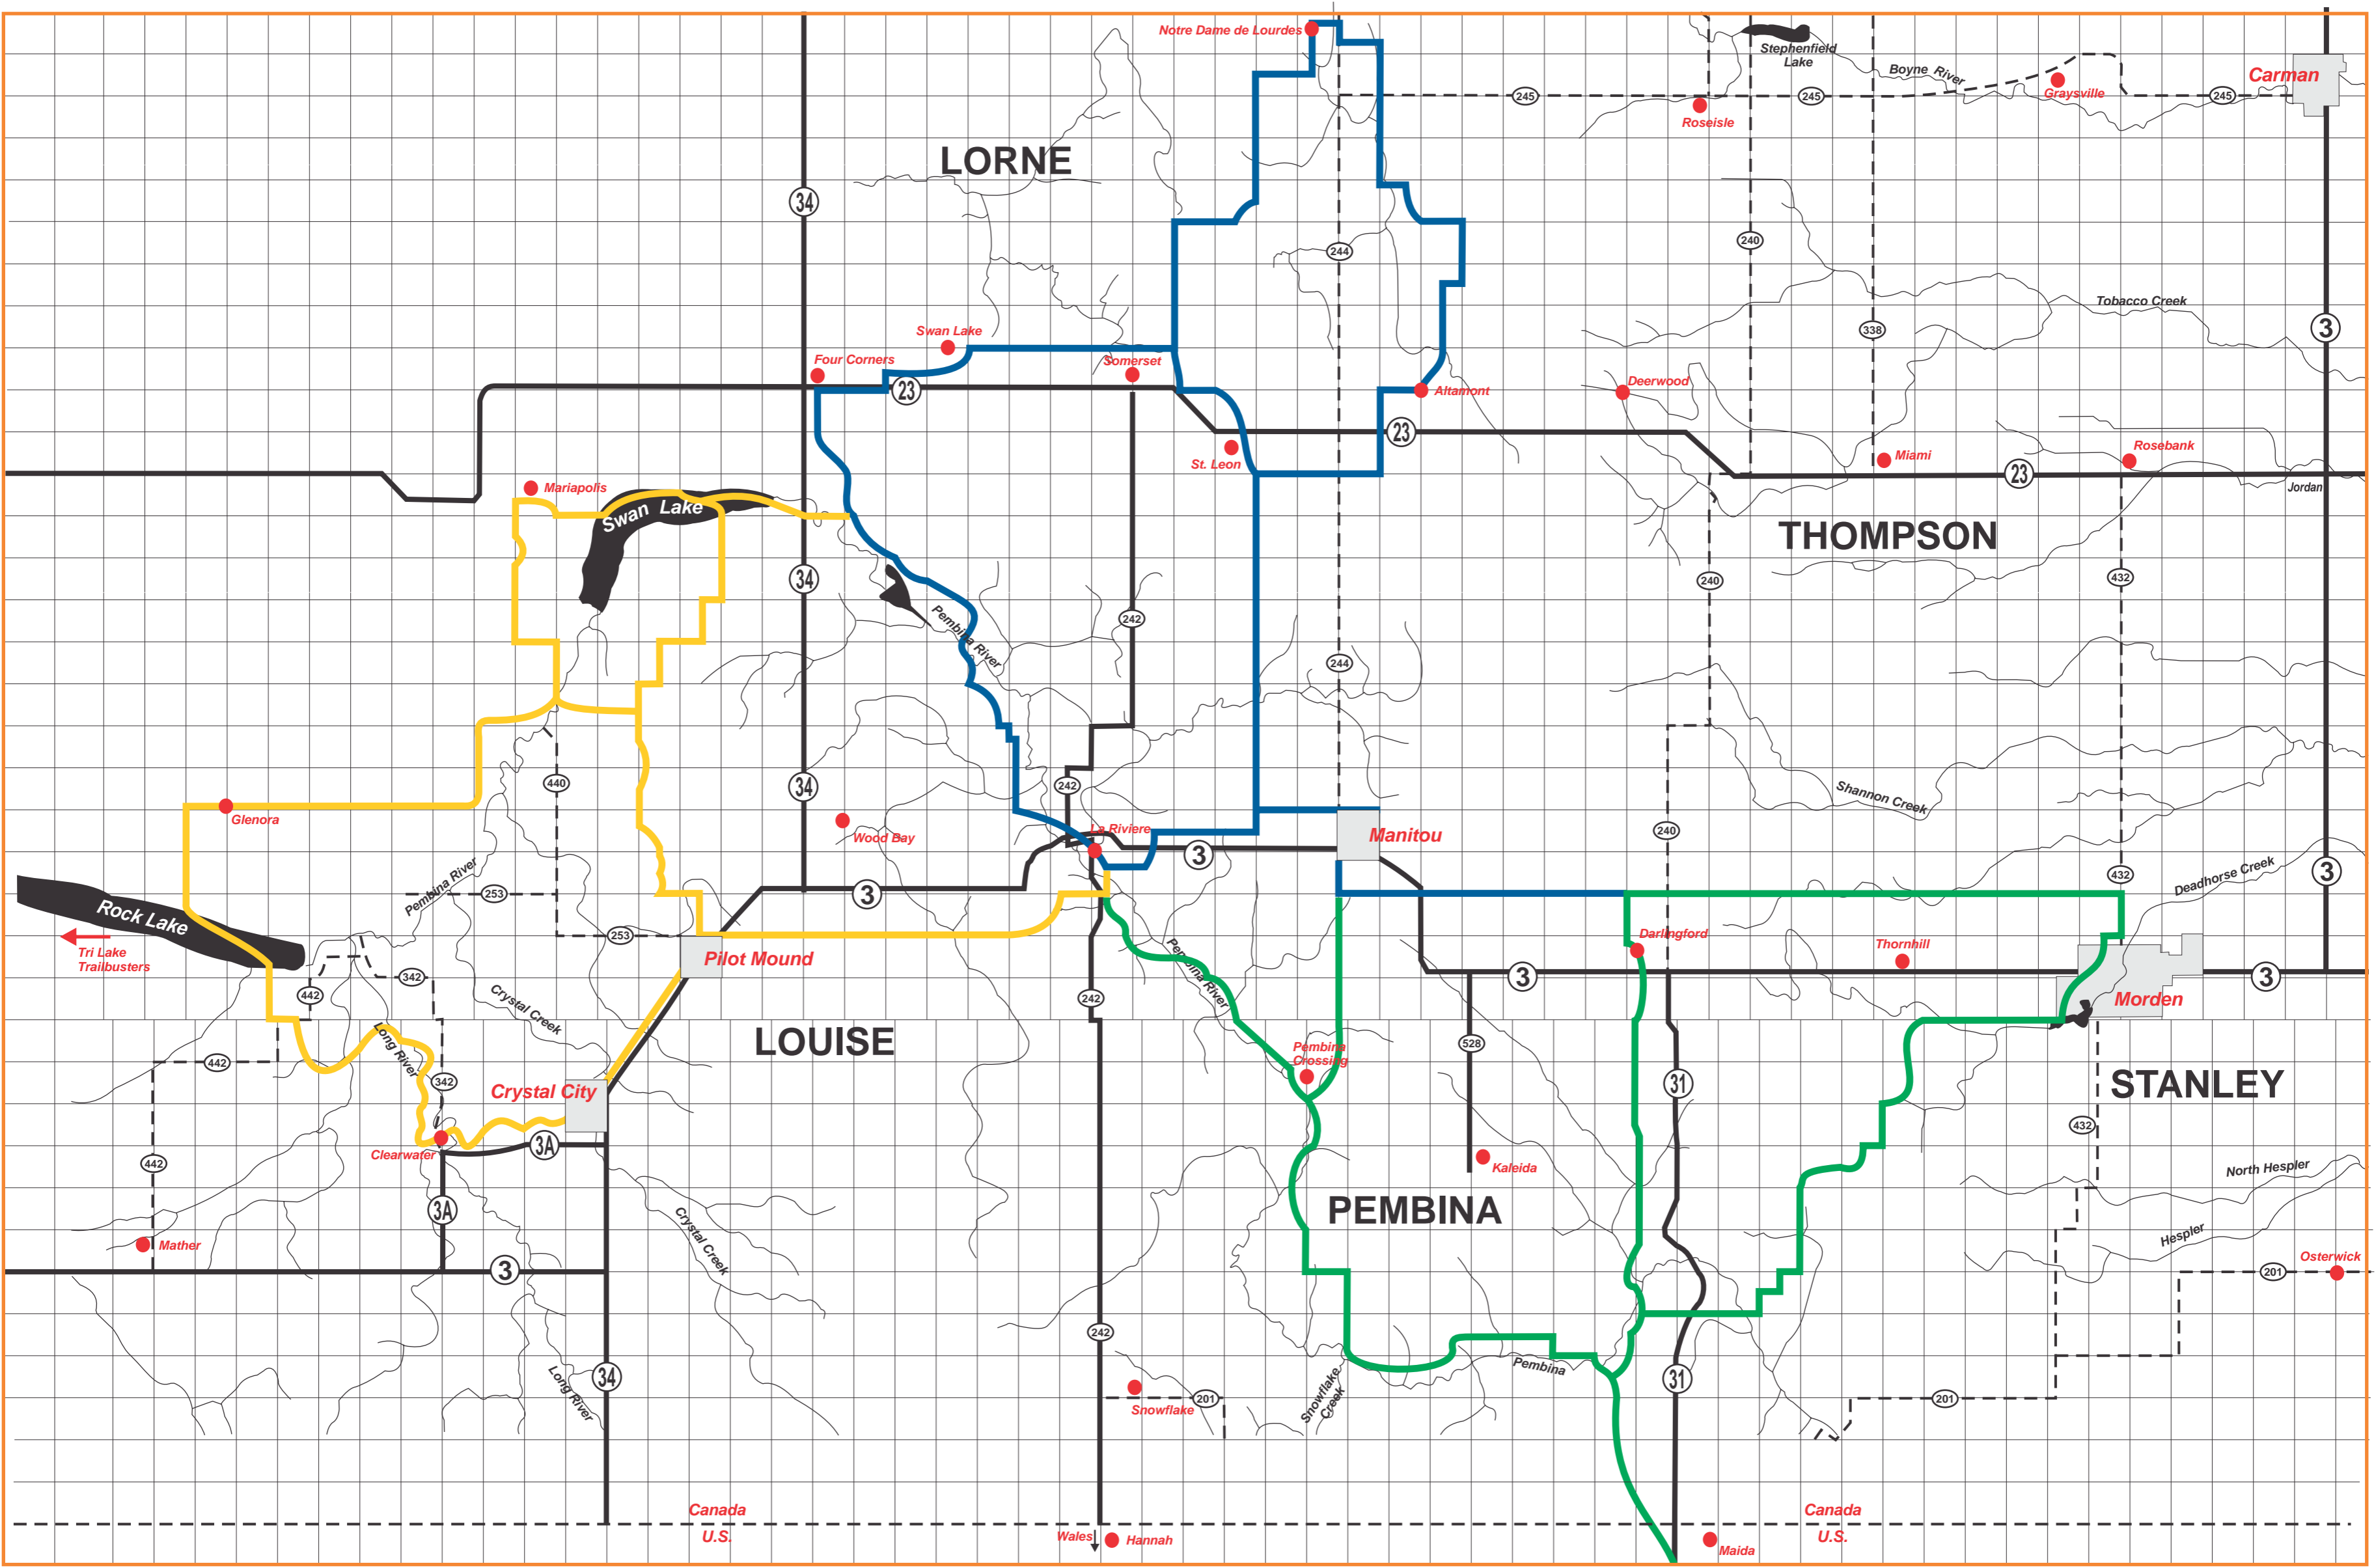 Notre Dame de Lourdes
Stephenfield
Lake
Boyne River
Carman
Graysville
245
245
245
Roseisle
LORNE
34
240
244
Tobacco Creek
338
3
Swan Lake
Four Corners
Somerset
23
Altamont
Deerwood
23
St. Leon
Miami
Rosebank
23
Jordan
Mariapolis
Swan Lake
THOMPSON
34
240
432
Pembina River
242
244
440
34
242
Shannon Creek
Glenora
Wood Bay
La Riviere
Manitou
240
3
3
Deadhorse Creek
432
3
Pembina River
253
Rock Lake
253
Tri Lake
Trailbusters
Pilot Mound
Pembina River
Darlingford
Thornhill
342
442
Crystal Creek
242
3
3
Morden
Long River
LOUISE
442
342
Crystal City
Pembina
Crossing
528
31
STANLEY
432
Clearwater
3A
442
Kaleida
North Hespler
3A
PEMBINA
Crystal Creek
Hespler
Mather
3
Osterwick
201
242
Long River
34
Snowflake
201
Snowflake
Creek
Pembina
31
201
Canada
U.S.
Wales
Hannah
Canada
U.S.
Maida